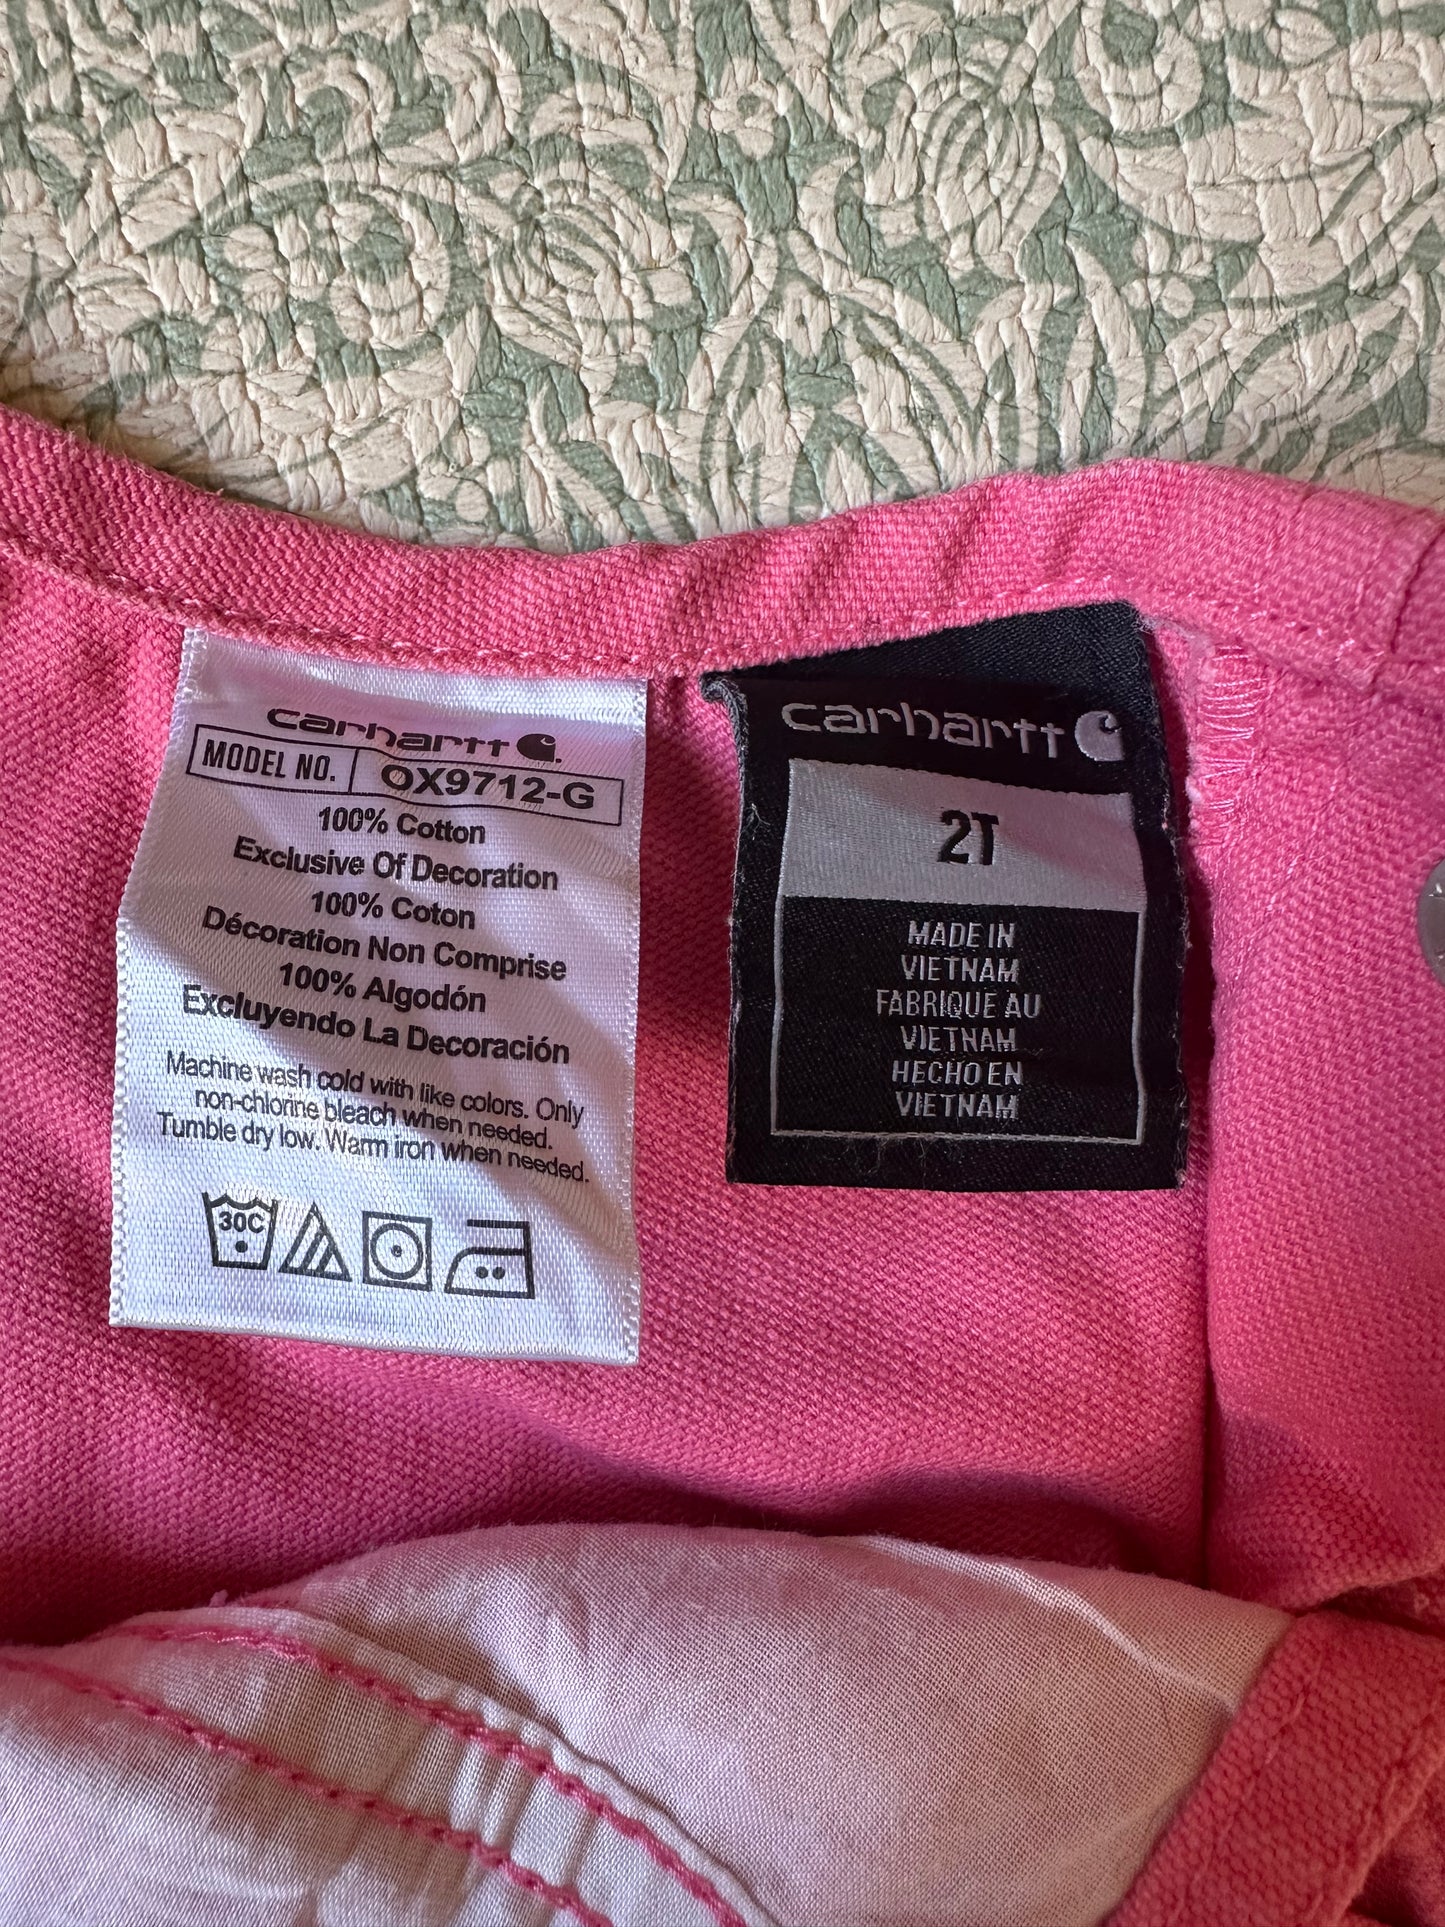 carhartt
MODEL NO. OX9712-G
100% Cotton
Exclusive Of Decoration
100% Coton
Décoration Non Comprise
100% Algodón
Excluyendo La Decoración
Machine wash cold with like colors. Only
non-chlorine bleach when needed.
Tumble dry low. Warm iron when needed.
30C
carhartt
2T
MADE IN
VIETNAM
FABRIQUE AU
VIETNAM
HECHO EN
VIETNAM